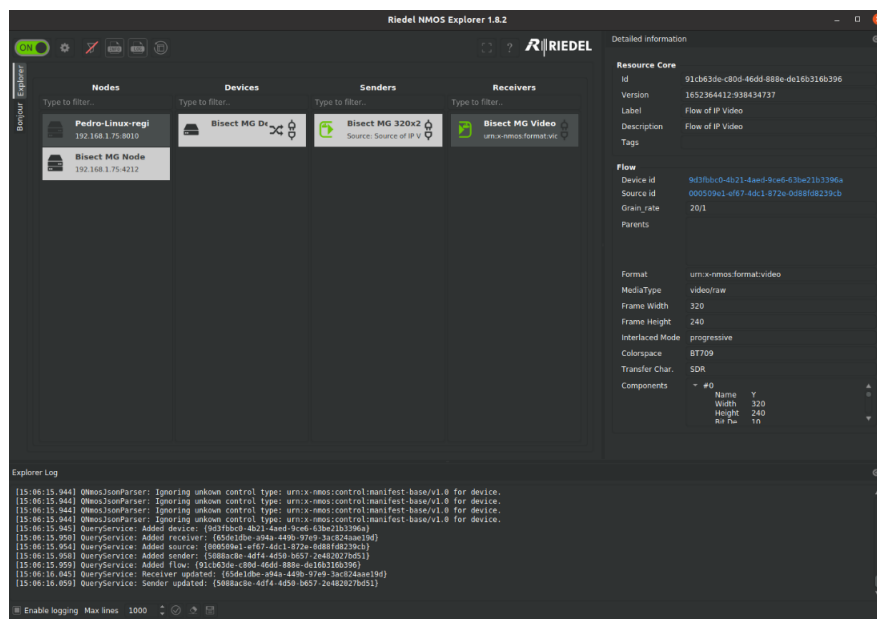 Riedel NMOS Explorer 1.8.2
ON
RIEDEL
Explorer
Bonjour
Nodes
Devices
Senders
Receivers
Type to filter..
Type to filter..
Type to filter..
Type to filter..
Pedro-Linux-regi
192.168.1.75:8010
Bisect MG De
Bisect MG 320x2
Source: Source of IP V
Bisect MG Video
urn:x-nmos:format:vic
Bisect MG Node
192.168.1.75:4212
Detailed information
Resource Core
Id 91cb63de-c80d-46dd-888e-de16b316b396
Version 1652364412:938434737
Label Flow of IP Video
Description Flow of IP Video
Tags
Flow
Device id 9d3fbbc0-4b21-4aed-9ce6-63be21b3396a
Source id 000509e1-ef67-4dc1-872e-0d88fd8239cb
Grain_rate 20/1
Parents
Format urn:x-nmos:format:video
MediaType video/raw
Frame Width 320
Frame Height 240
Interlaced Mode progressive
Colorspace BT709
Transfer Char. SDR
Components #0
Name Y
Width 320
Height 240
Bit De 10
Explorer Log
[15:06:15.944] QNmosJsonParser: Ignoring unkown control type: urn:x-nmos:control:manifest-base/v1.0 for device.
[15:06:15.944] QNmosJsonParser: Ignoring unkown control type: urn:x-nmos:control:manifest-base/v1.0 for device.
[15:06:15.944] QNmosJsonParser: Ignoring unkown control type: urn:x-nmos:control:manifest-base/v1.0 for device.
[15:06:15.944] QNmosJsonParser: Ignoring unkown control type: urn:x-nmos:control:manifest-base/v1.0 for device.
[15:06:15.945] QueryService: Added device: {9d3fbbc0-4b21-4aed-9ce6-63be21b3396a}
[15:06:15.950] QueryService: Added receiver: {65de1dbe-a94a-449b-97e9-3ac824aae19d}
[15:06:15.954] QueryService: Added source: {000509e1-ef67-4dc1-872e-0d88fd8239cb}
[15:06:15.958] QueryService: Added sender: {5088ac8e-4df4-4d50-b657-2e482027bd51}
[15:06:15.959] QueryService: Added flow: {91cb63de-c80d-46dd-888e-de16b316b396}
[15:06:16.045] QueryService: Receiver updated: {65de1dbe-a94a-449b-97e9-3ac824aae19d}
[15:06:16.059] QueryService: Sender updated: {5088ac8e-4df4-4d50-b657-2e482027bd51}
Enable logging Max lines 1000